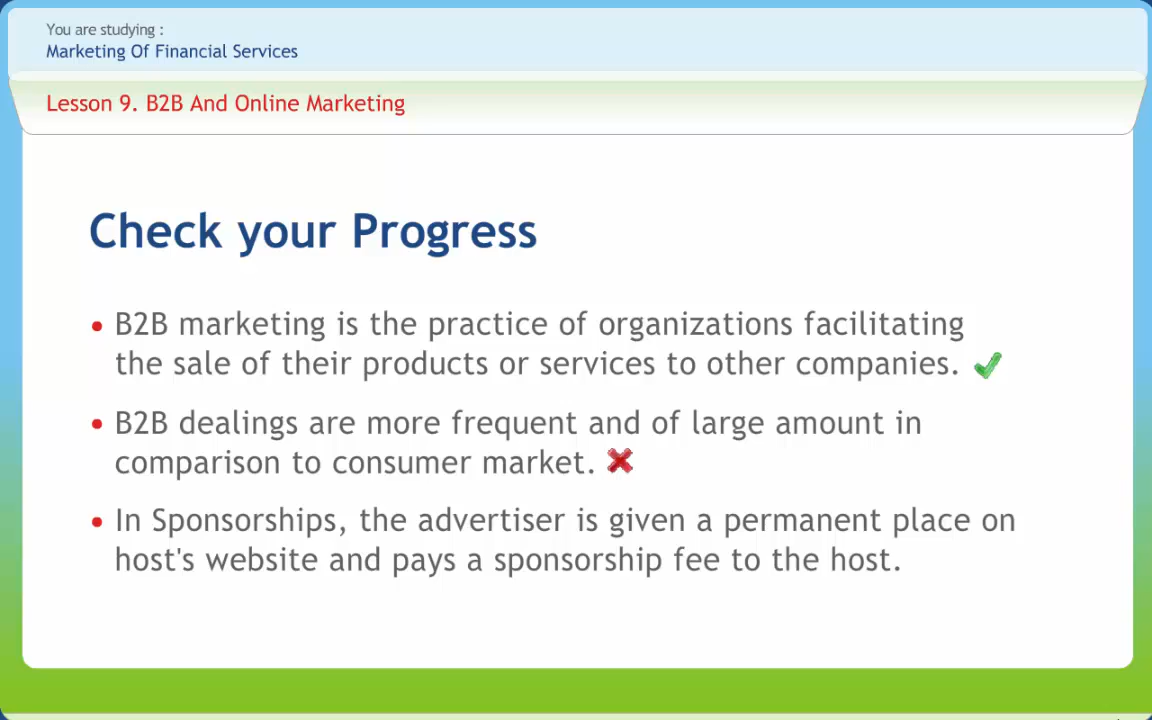 You are studying :
Marketing Of Financial Services
Lesson 9. B2B And Online Marketing
Check your Progress
• B2B marketing is the practice of organizations facilitating
the sale of their products or services to other companies.
• B2B dealings are more frequent and of large amount in
comparison to consumer market.
• In Sponsorships, the advertiser is given a permanent place on
host's website and pays a sponsorship fee to the host.